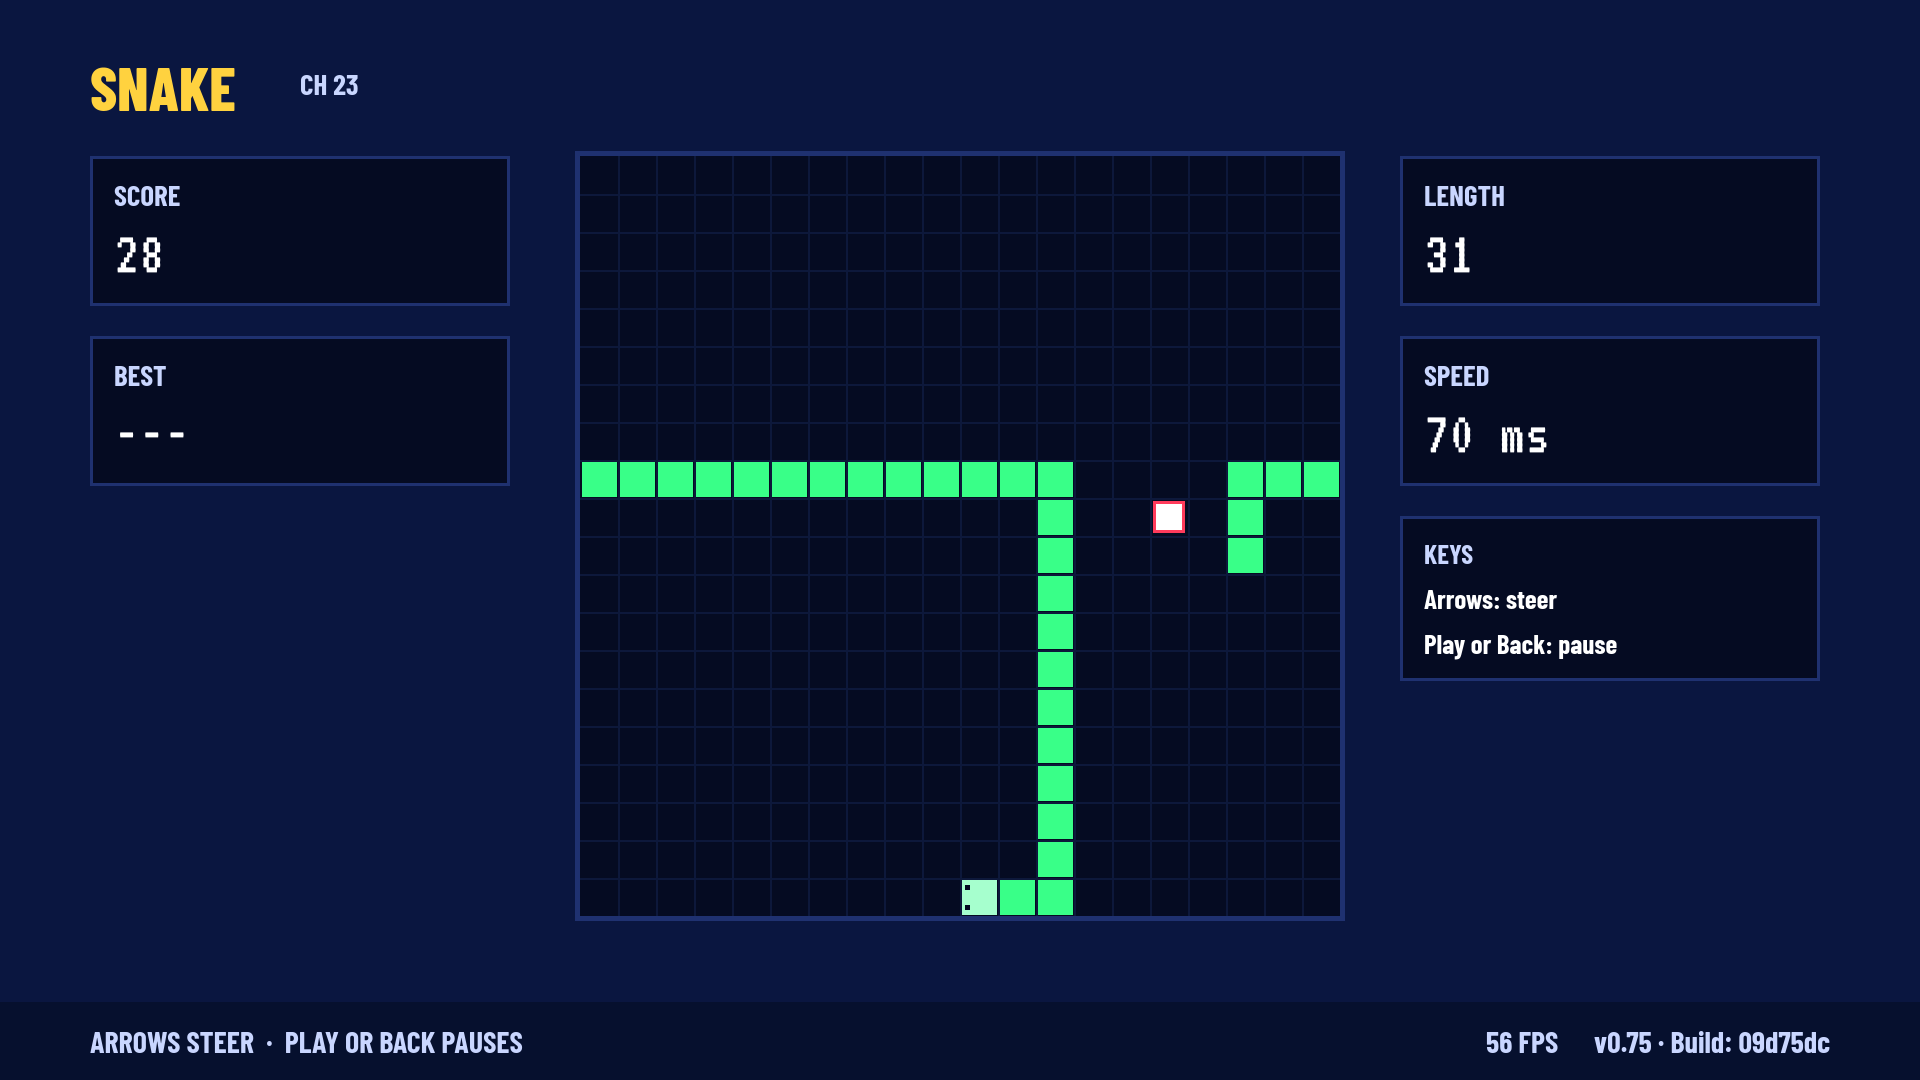 SNAKE
CH 23
SCORE
28
BEST
---
LENGTH
31
SPEED
70 ms
KEYS
Arrows: steer
Play or Back: pause
ARROWS STEER · PLAY OR BACK PAUSES
56 FPS
v0.75 · Build: 09d75dc